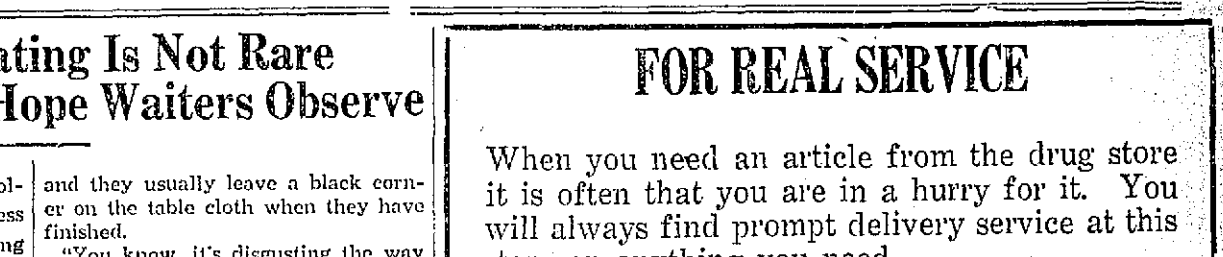 ating Is Not Rare
Hope Waiters Observe
and they usually leave a black corn-
er on the table cloth when they have
finished.
"You know, it's disgusting the way
FOR REAL SERVICE
When you need an article from the drug store
it is often that you are in a hurry for it. You
will always find prompt delivery service at this
anything you need